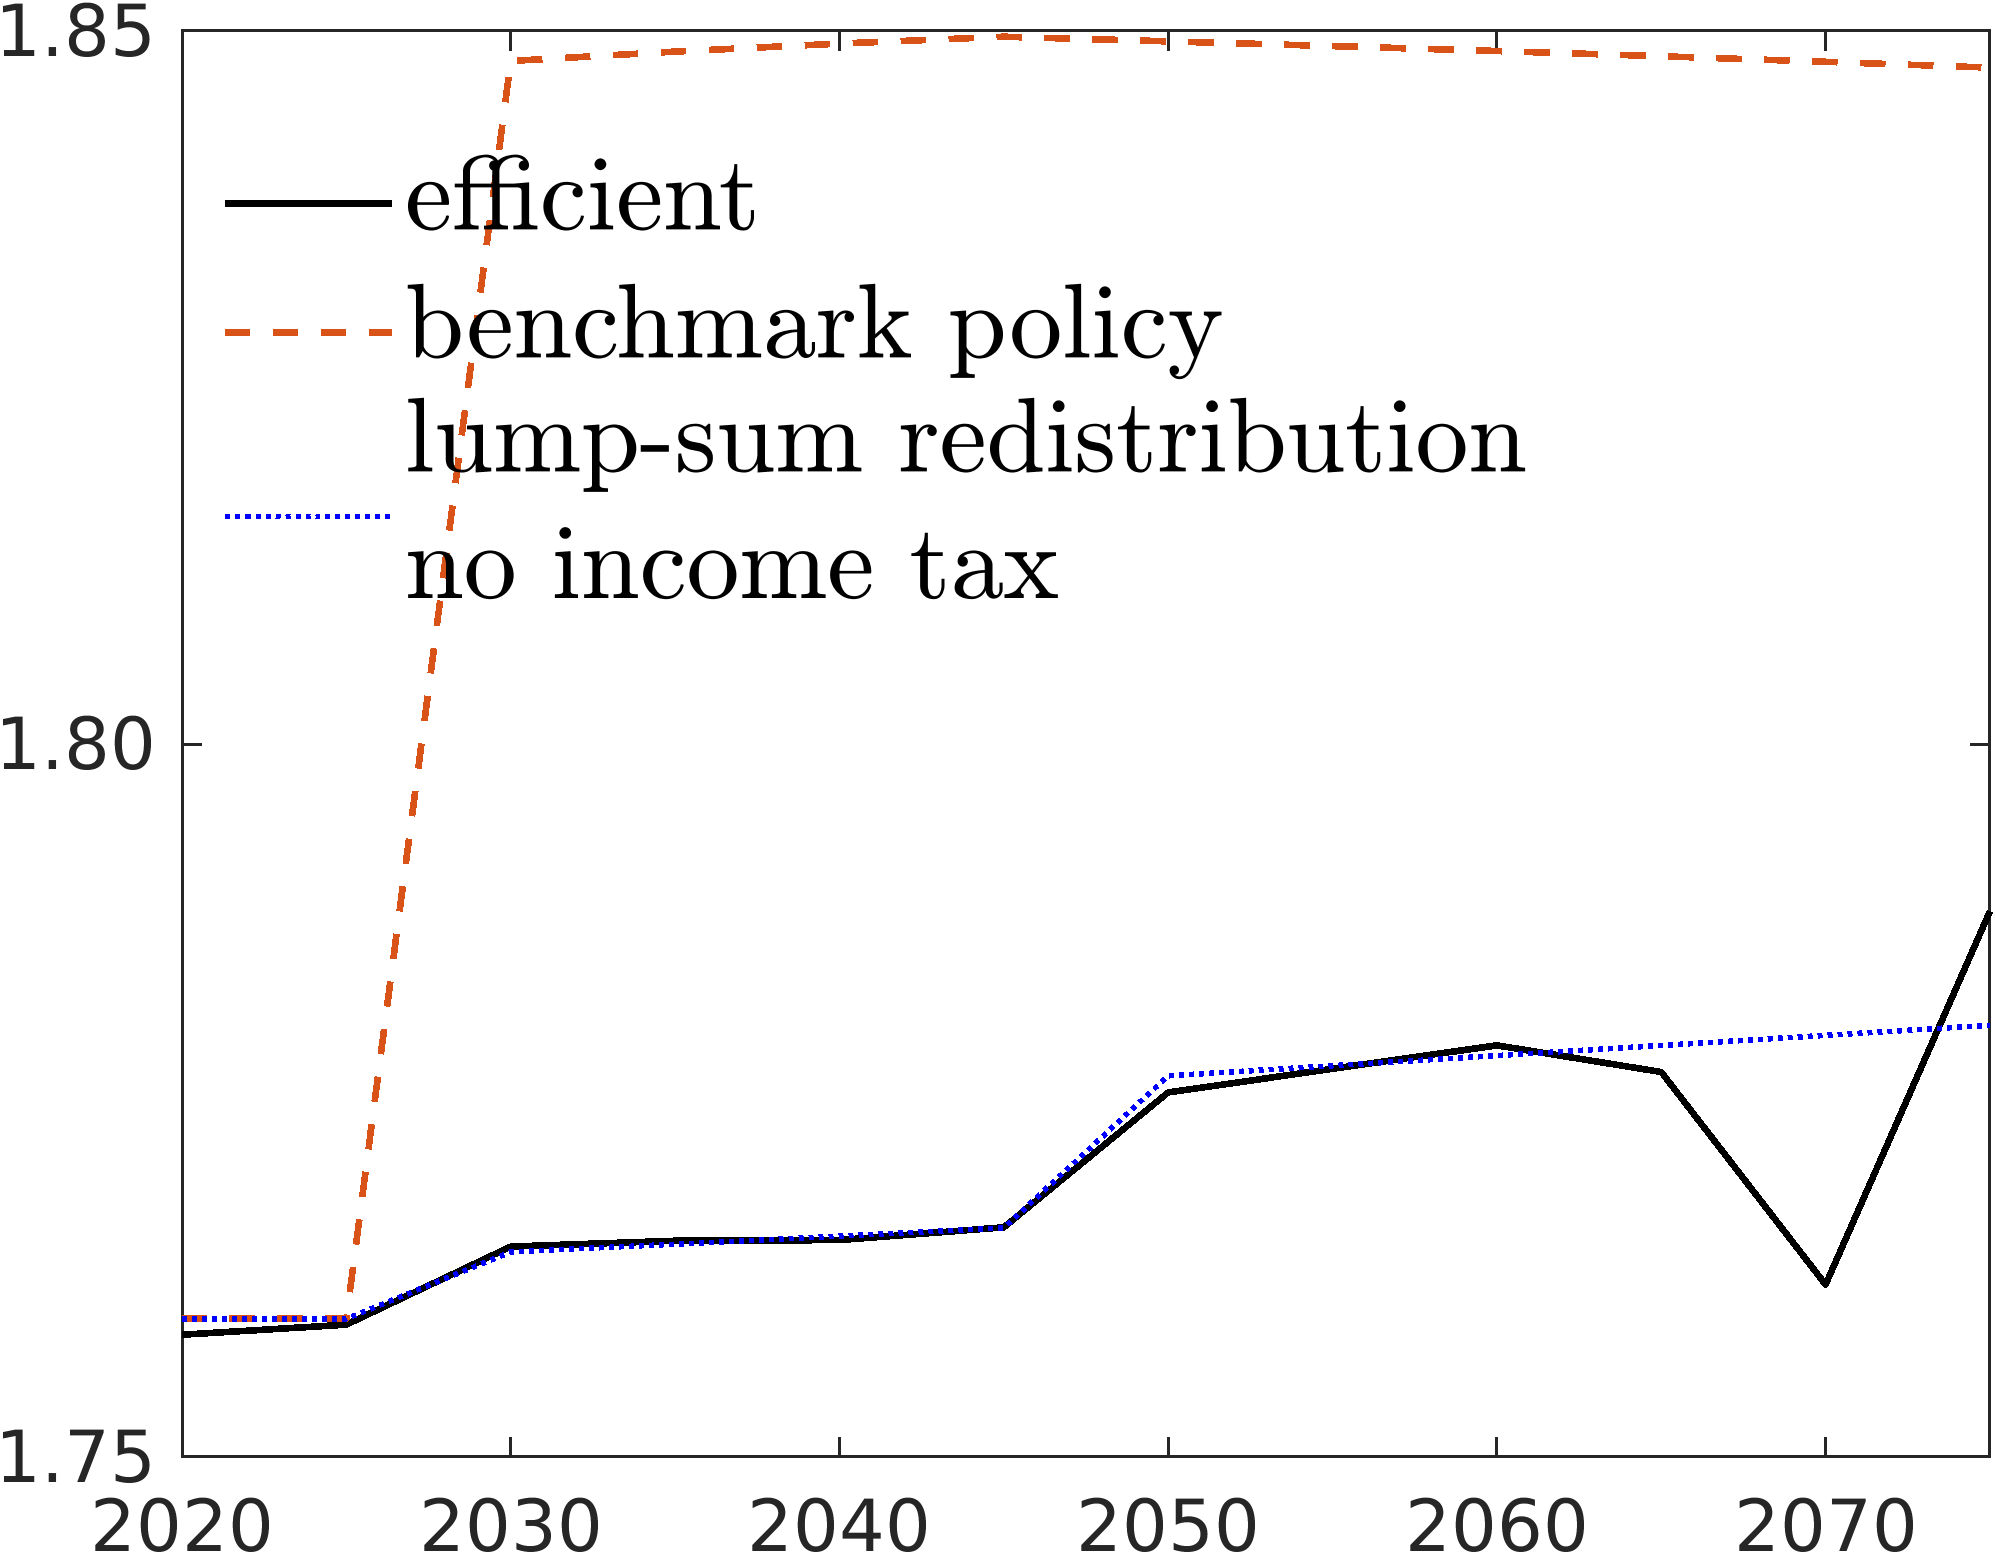 1.85
efficient
benchmark policy
lump-sum redistribution
no income tax
1.80
1.75
2020 2030 2040 2050 2060 2070